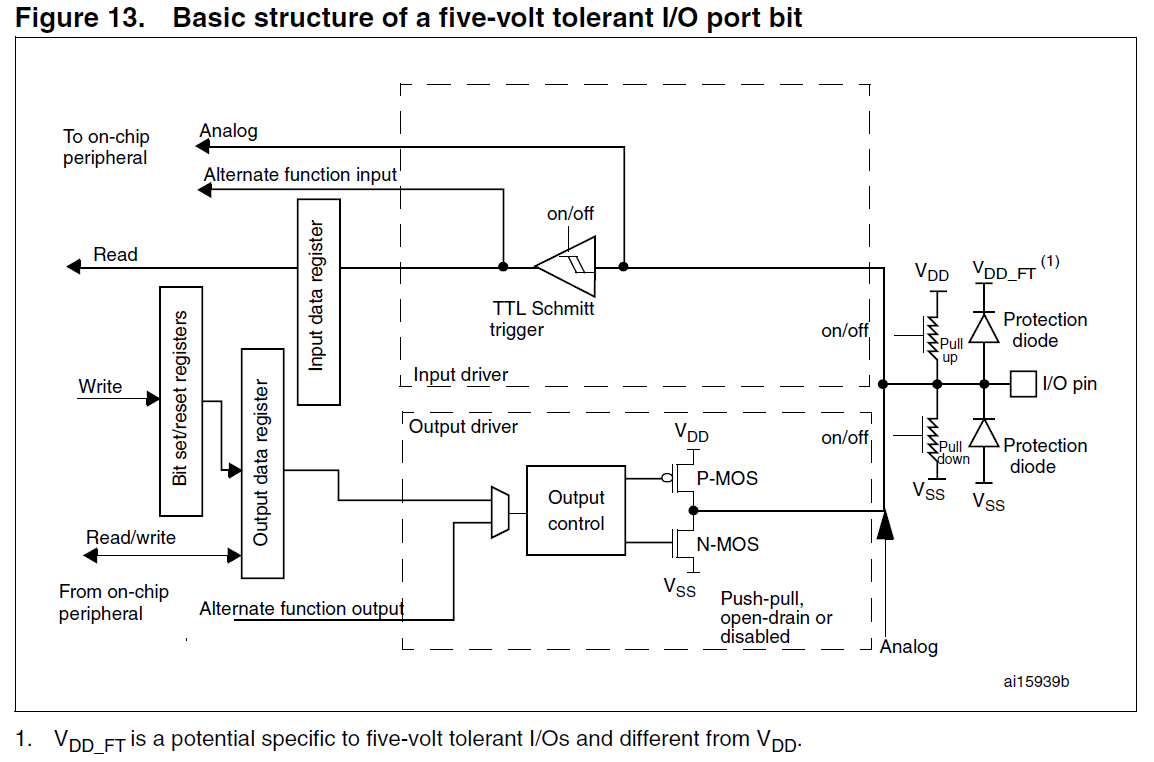 Figure 13. Basic structure of a five-volt tolerant I/O port bit
To on-chip
peripheral
Analog
Alternate function input
on/off
Read
Input data register
TTL Schmitt
trigger
on/off
Input driver
VDD
VDD_FT (1)
Pull
up
Protection
diode
I/O pin
Write
Bit set/reset registers
Output data register
Read/write
From on-chip
peripheral
Alternate function output
Output driver
VDD
on/off
P-MOS
Output
control
N-MOS
VSS
Push-pull,
open-drain or
disabled
Pull
down
VSS
Protection
diode
VSS
Analog
ai15939b
1. VDD_FT is a potential specific to five-volt tolerant I/Os and different from VDD.